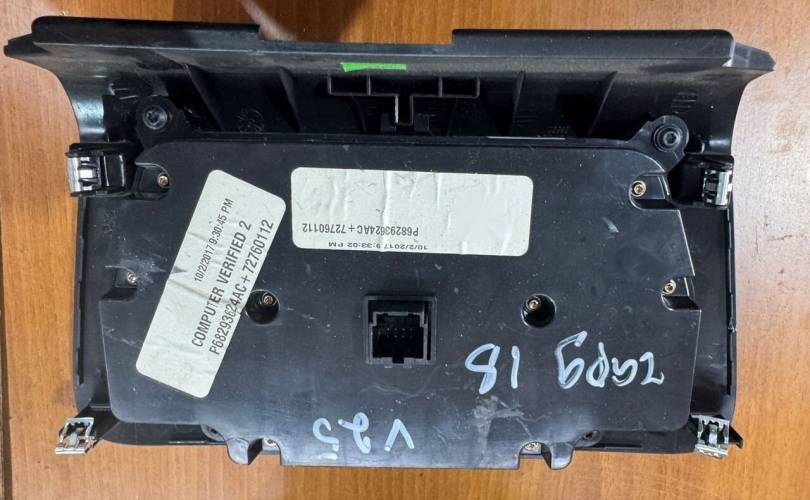 10/2/2017 9:30:45 PM
COMPUTER VERIFIED 2
P68293624AC+72760112
P68293624AC+72760112
10/2/2017 9:33:02 PM
18
V25